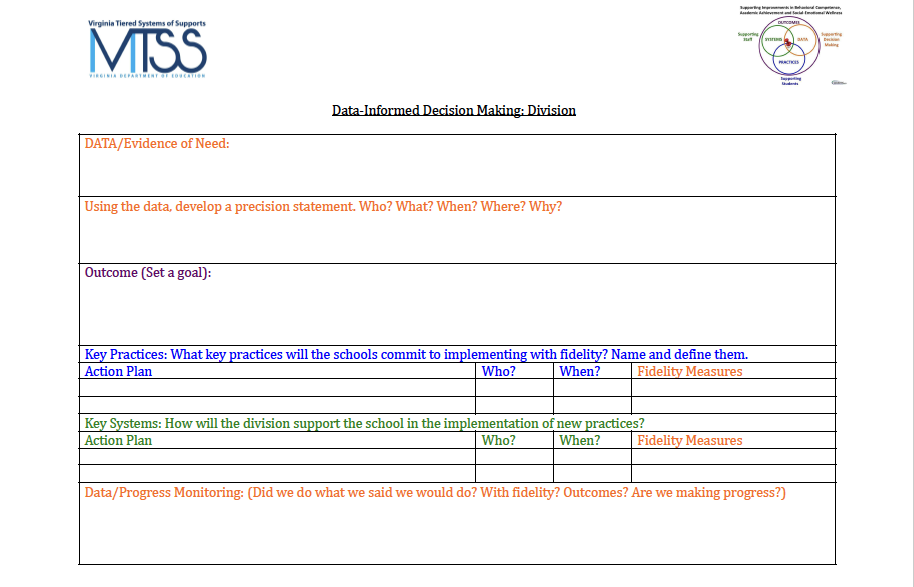 Virginia Tiered Systems of Supports
VTSS
VIRGINIA DEPARTMENT OF EDUCATION
Supporting Improvements in Behavioral Competence,
Academic Achievement and Social-Emotional Wellness
OUTCOMES
Supporting
Staff
SYSTEMS
DATA
Supporting
Decision
Making
PRACTICES
Supporting
Students
Data-Informed Decision Making: Division
DATA/Evidence of Need:
Using the data, develop a precision statement. Who? What? When? Where? Why?
Outcome (Set a goal):
Key Practices: What key practices will the schools commit to implementing with fidelity? Name and define them.
Action Plan Who? When? Fidelity Measures
Key Systems: How will the division support the school in the implementation of new practices?
Action Plan Who? When? Fidelity Measures
Data/Progress Monitoring: (Did we do what we said we would do? With fidelity? Outcomes? Are we making progress?)